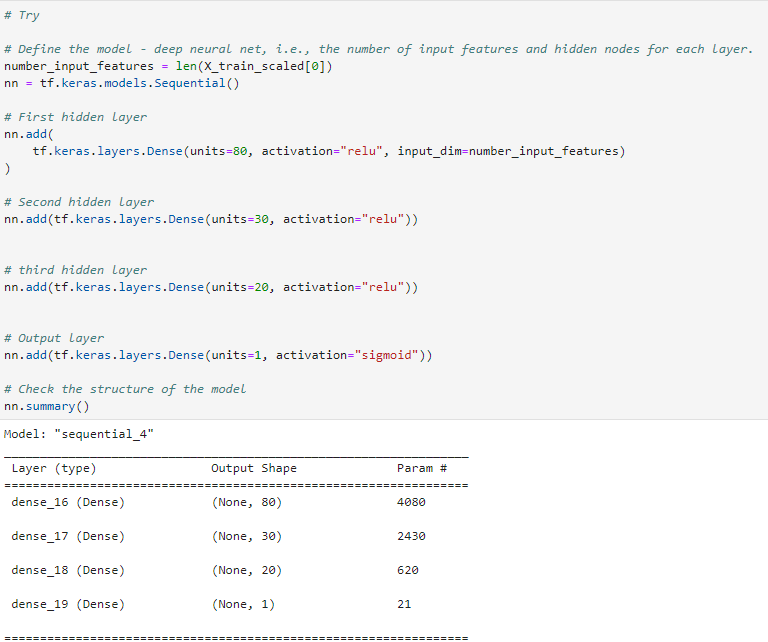 # Try
# Define the model - deep neural net, i.e., the number of input features and hidden nodes for each layer.
number_input_features = len(X_train_scaled[0])
nn = tf.keras.models.Sequential()
# First hidden layer
nn.add(
    tf.keras.layers.Dense(units=80, activation="relu", input_dim=number_input_features)
)
# Second hidden layer
nn.add(tf.keras.layers.Dense(units=30, activation="relu"))
# third hidden layer
nn.add(tf.keras.layers.Dense(units=20, activation="relu"))
# Output layer
nn.add(tf.keras.layers.Dense(units=1, activation="sigmoid"))
# Check the structure of the model
nn.summary()
Model: "sequential_4"
_________________________________________________________________
Layer (type) Output Shape Param #
=================================================================
dense_16 (Dense) (None, 80) 4080
dense_17 (Dense) (None, 30) 2430
dense_18 (Dense) (None, 20) 620
dense_19 (Dense) (None, 1) 21
=================================================================